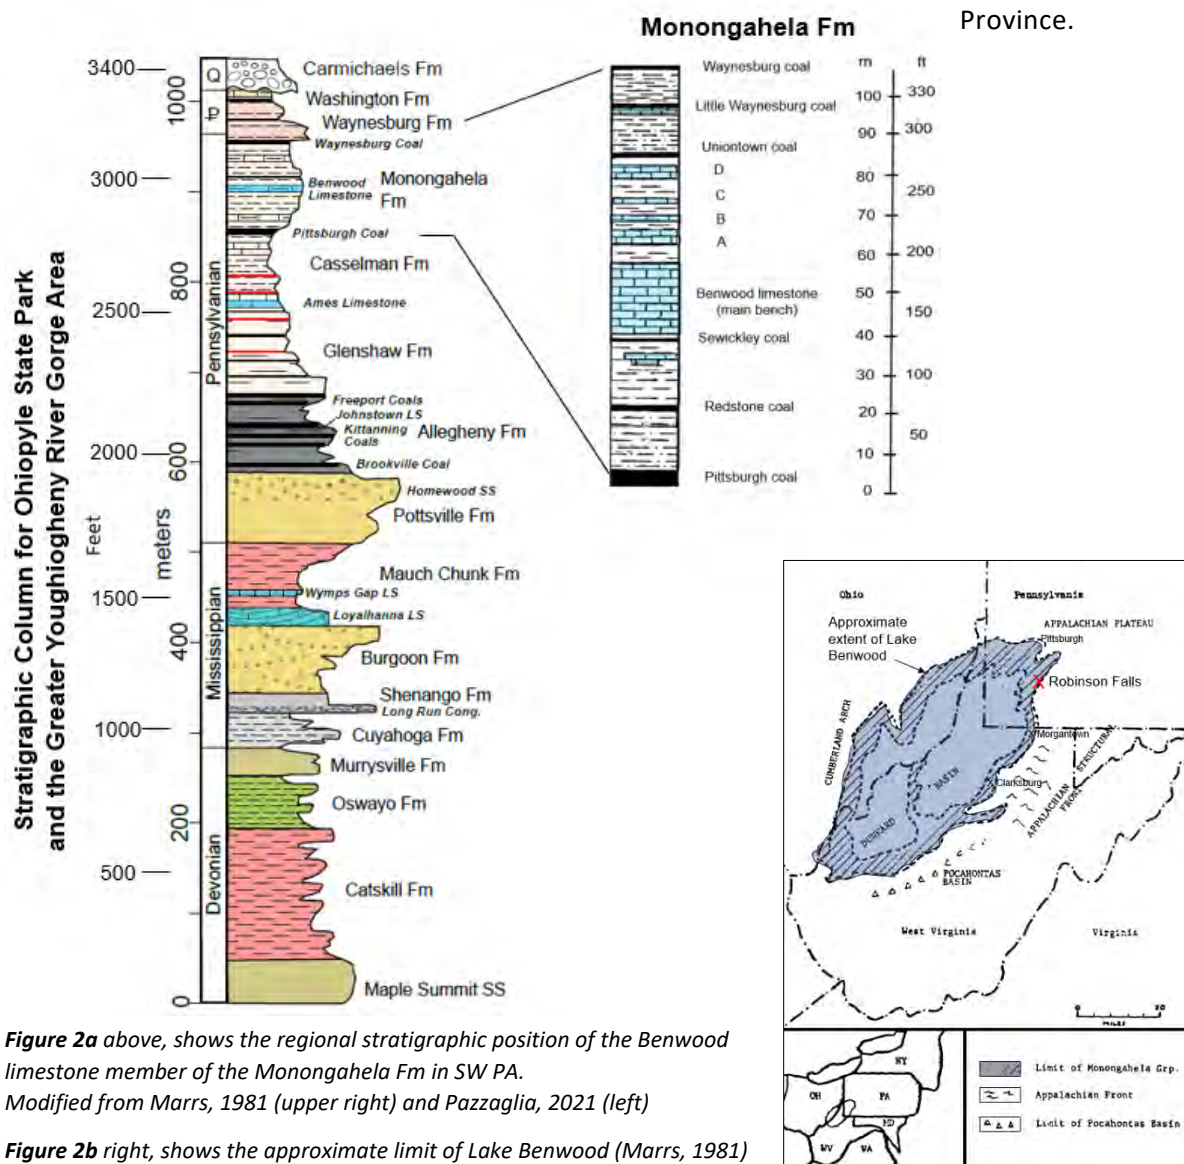 Province.
Stratigraphic Column for Ohiopyle State Park
and the Greater Youghiogheny River Gorge Area
Feet
meters
3400
3000
2500
2000
1500
1000
500
1000
800
600
400
200
0
Q
P
Pennsylvanian
Mississippian
Devonian
Carmichaels Fm
Washington Fm
Waynesburg Fm
Waynesburg Coal
Benwood
Limestone
Monongahela
Fm
Pittsburgh Coal
Casselman Fm
Ames Limestone
Glenshaw Fm
Freeport Coals
Johnstown LS
Kittanning
Coals
Allegheny Fm
Brookville Coal
Homewood SS
Pottsville Fm
Mauch Chunk Fm
Wymps Gap LS
Loyalhanna LS
Burgoon Fm
Shenango Fm
Long Run Cong.
Cuyahoga Fm
Murrysville Fm
Oswayo Fm
Catskill Fm
Maple Summit SS
Monongahela Fm
m
ft
Waynesburg coal
Little Waynesburg coal
Uniontown coal
D
C
B
A
Benwood limestone
(main bench)
Sewickley coal
Redstone coal
Pittsburgh coal
100
90
80
70
60
50
40
30
20
10
0
330
300
250
200
150
100
50
Ohio
Pennsylvania
Approximate
extent of Lake
Benwood
APPALACHIAN PLATEAU
Pittsburgh
Robinson Falls
Morgantown
CUMBERLAND ARCH
Clarksburg
DUNKARD
BASIN
APPALACHIAN
STRUCTURAL
FRONT
POCAHONTAS
BASIN
West Virginia
Virginia
0
MILES
NY
OH
PA
MD
WV
VA
Limit of Monongahela Grp.
Appalachian Front
Limit of Pocahontas Basin
Figure 2a above, shows the regional stratigraphic position of the Benwood
limestone member of the Monongahela Fm in SW PA.
Modified from Marrs, 1981 (upper right) and Pazzaglia, 2021 (left)
Figure 2b right, shows the approximate limit of Lake Benwood (Marrs, 1981)